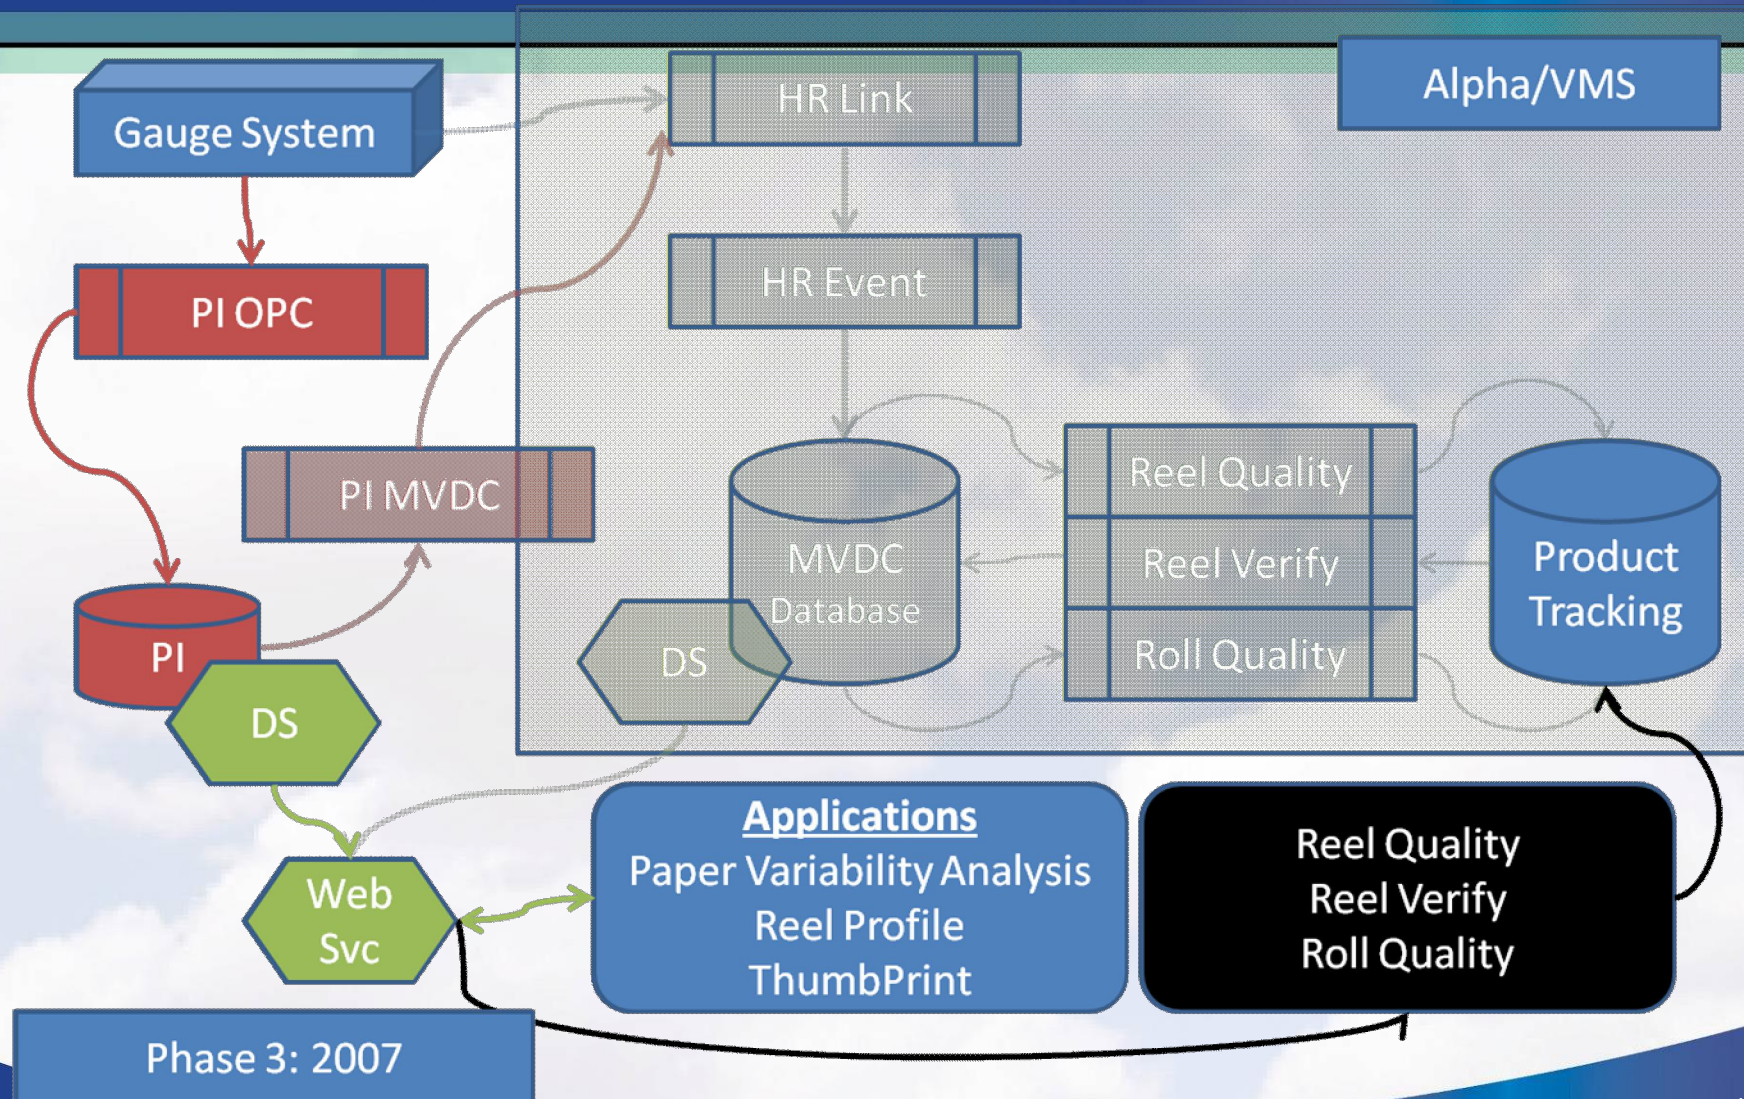 Alpha/VMS
Gauge System
HR Link
HR Event
PI OPC
PI MVDC
PI
DS
MVDC
Database
DS
Reel Quality
Reel Verify
Roll Quality
Product
Tracking
Web
Svc
Applications
Paper Variability Analysis
Reel Profile
ThumbPrint
Reel Quality
Reel Verify
Roll Quality
Phase 3: 2007